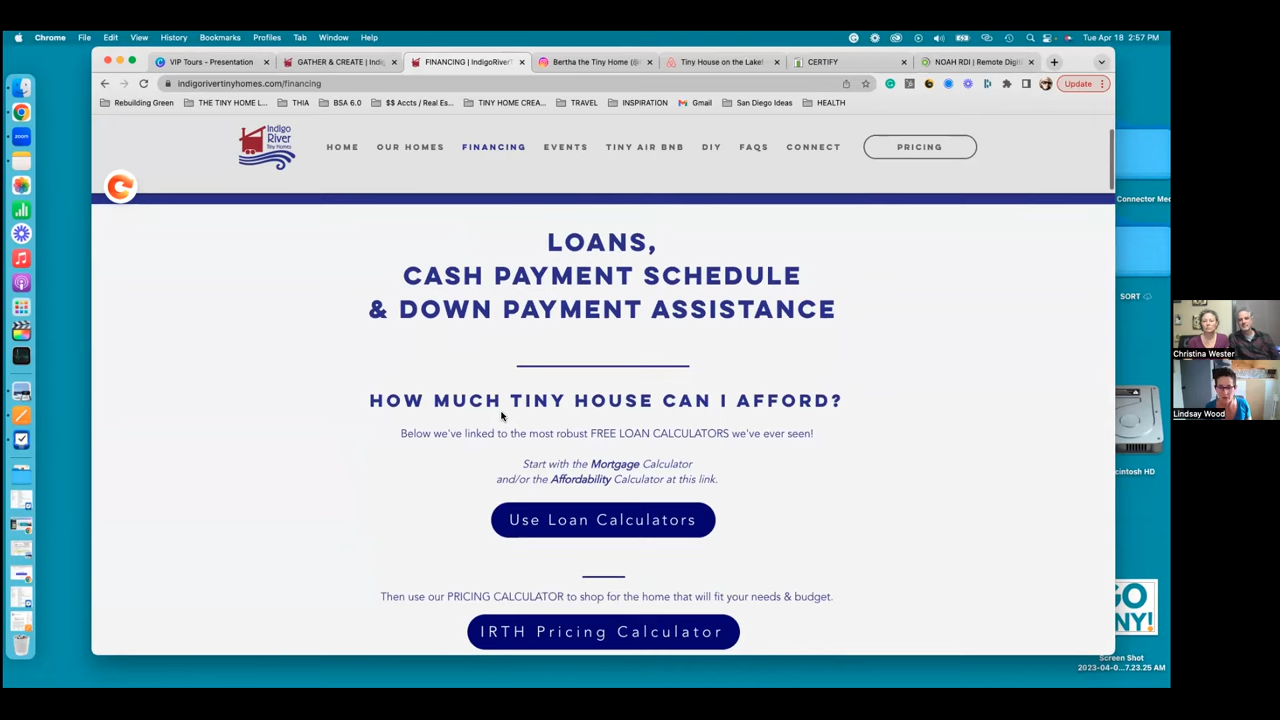 Chrome File Edit View History Bookmarks Profiles Tab Window Help Tue Apr 18 2:57 PM
VIP Tours - Presentation × GATHER & CREATE | Indig × FINANCING | IndigoRiverT × Bertha the Tiny Home (@ × Tiny House on the Lake! × CERTIFY × NOAH RDI | Remote Digit ×
indigorivertinyhomes.com/financing Update
Rebuilding Green THE TINY HOME L... THIA BSA 6.0 $$ Accts / Real Es... TINY HOME CREA... TRAVEL INSPIRATION Gmail San Diego Ideas HEALTH
Indigo
River
Tiny Homes
HOME OUR HOMES FINANCING EVENTS TINY AIR BNB DIY FAQS CONNECT PRICING
zoom
Connector Med
LOANS,
CASH PAYMENT SCHEDULE
& DOWN PAYMENT ASSISTANCE
SORT
Christina Wester
HOW MUCH TINY HOUSE CAN I AFFORD?
Lindsay Wood
Below we've linked to the most robust FREE LOAN CALCULATORS we've ever seen!
Start with the Mortgage Calculator
and/or the Affordability Calculator at this link.
cintosh HD
Use Loan Calculators
Then use our PRICING CALCULATOR to shop for the home that will fit your needs & budget.
GO
NY!
IRTH Pricing Calculator
Screen Shot
2023-04-0...7.23.25 AM